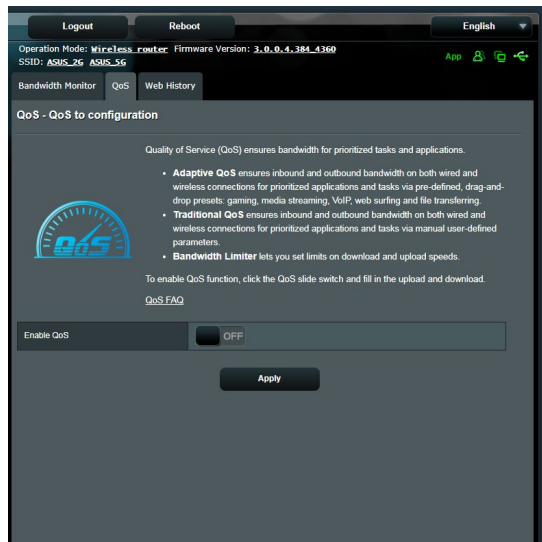 Logout Reboot English
Operation Mode: Wireless router Firmware Version: 3.0.0.4.384_4360
SSID: ASUS_2G ASUS_5G
App
Bandwidth Monitor QoS Web History
QoS - QoS to configuration
Quality of Service (QoS) ensures bandwidth for prioritized tasks and applications.
• Adaptive QoS ensures inbound and outbound bandwidth on both wired and
wireless connections for prioritized applications and tasks via pre-defined, drag-and-
drop presets: gaming, media streaming, VoIP, web surfing and file transferring.
• Traditional QoS ensures inbound and outbound bandwidth on both wired and
wireless connections for prioritized applications and tasks via manual user-defined
parameters.
• Bandwidth Limiter lets you set limits on download and upload speeds.
QoS
To enable QoS function, click the QoS slide switch and fill in the upload and download.
QoS FAQ
Enable QoS OFF
Apply